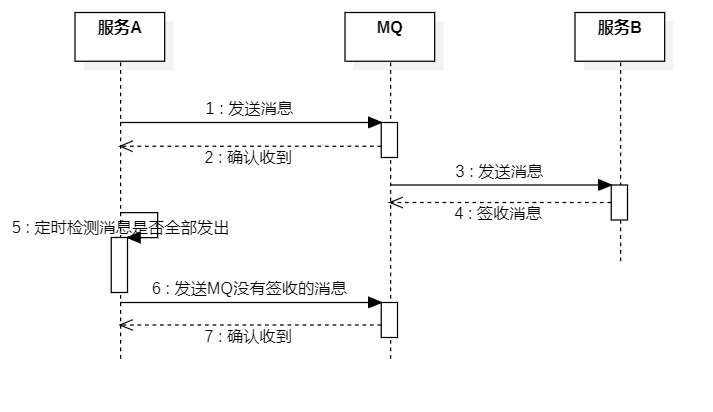 服务A
MQ
服务B
1 : 发送消息
2 : 确认收到
3 : 发送消息
4 : 签收消息
5 : 定时检测消息是否全部发出
6 : 发送MQ没有签收的消息
7 : 确认收到